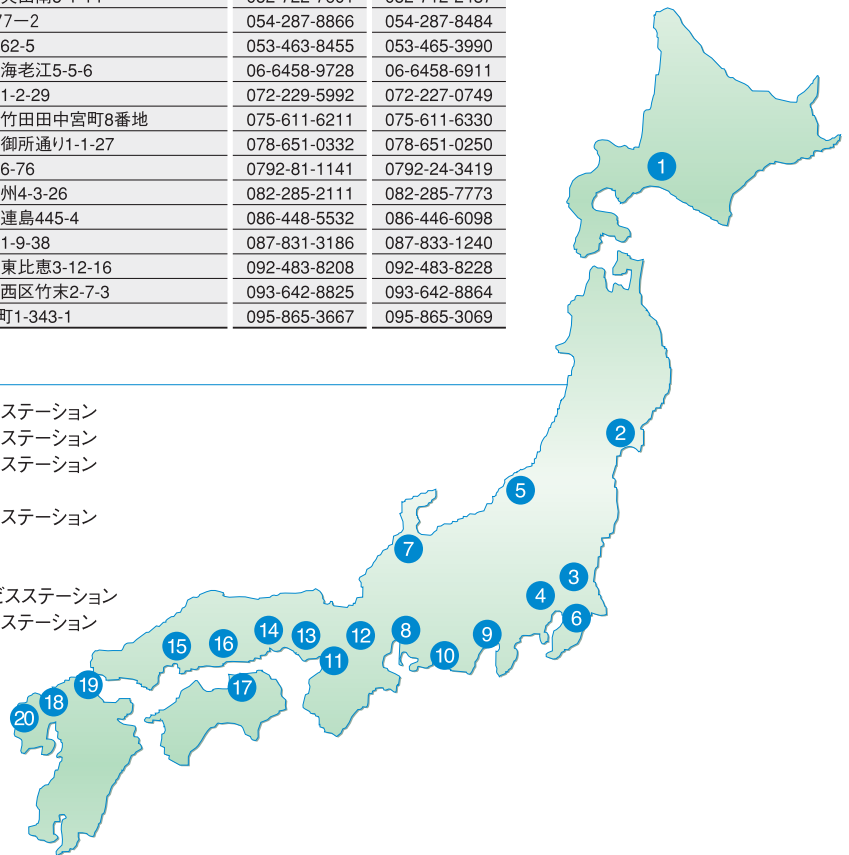 77ー2 054-287-8866 054-287-8484
62-5 053-463-8455 053-465-3990
海老江5-5-6 06-6458-9728 06-6458-6911
1-2-29 072-229-5992 072-227-0749
竹田田中宮町8番地 075-611-6211 075-611-6330
御所通り1-1-27 078-651-0332 078-651-0250
6-76 0792-81-1141 0792-24-3419
州4-3-26 082-285-2111 082-285-7773
連島445-4 086-448-5532 086-446-6098
1-9-38 087-831-3186 087-833-1240
東比恵3-12-16 092-483-8208 092-483-8228
西区竹末2-7-3 093-642-8825 093-642-8864
町1-343-1 095-865-3667 095-865-3069
スステーション
スステーション
スステーション
スステーション
ビスステーション
スステーション
1
2
5
7
3
4
6
8
9
10
12
13
14
16
15
11
17
19
18
20